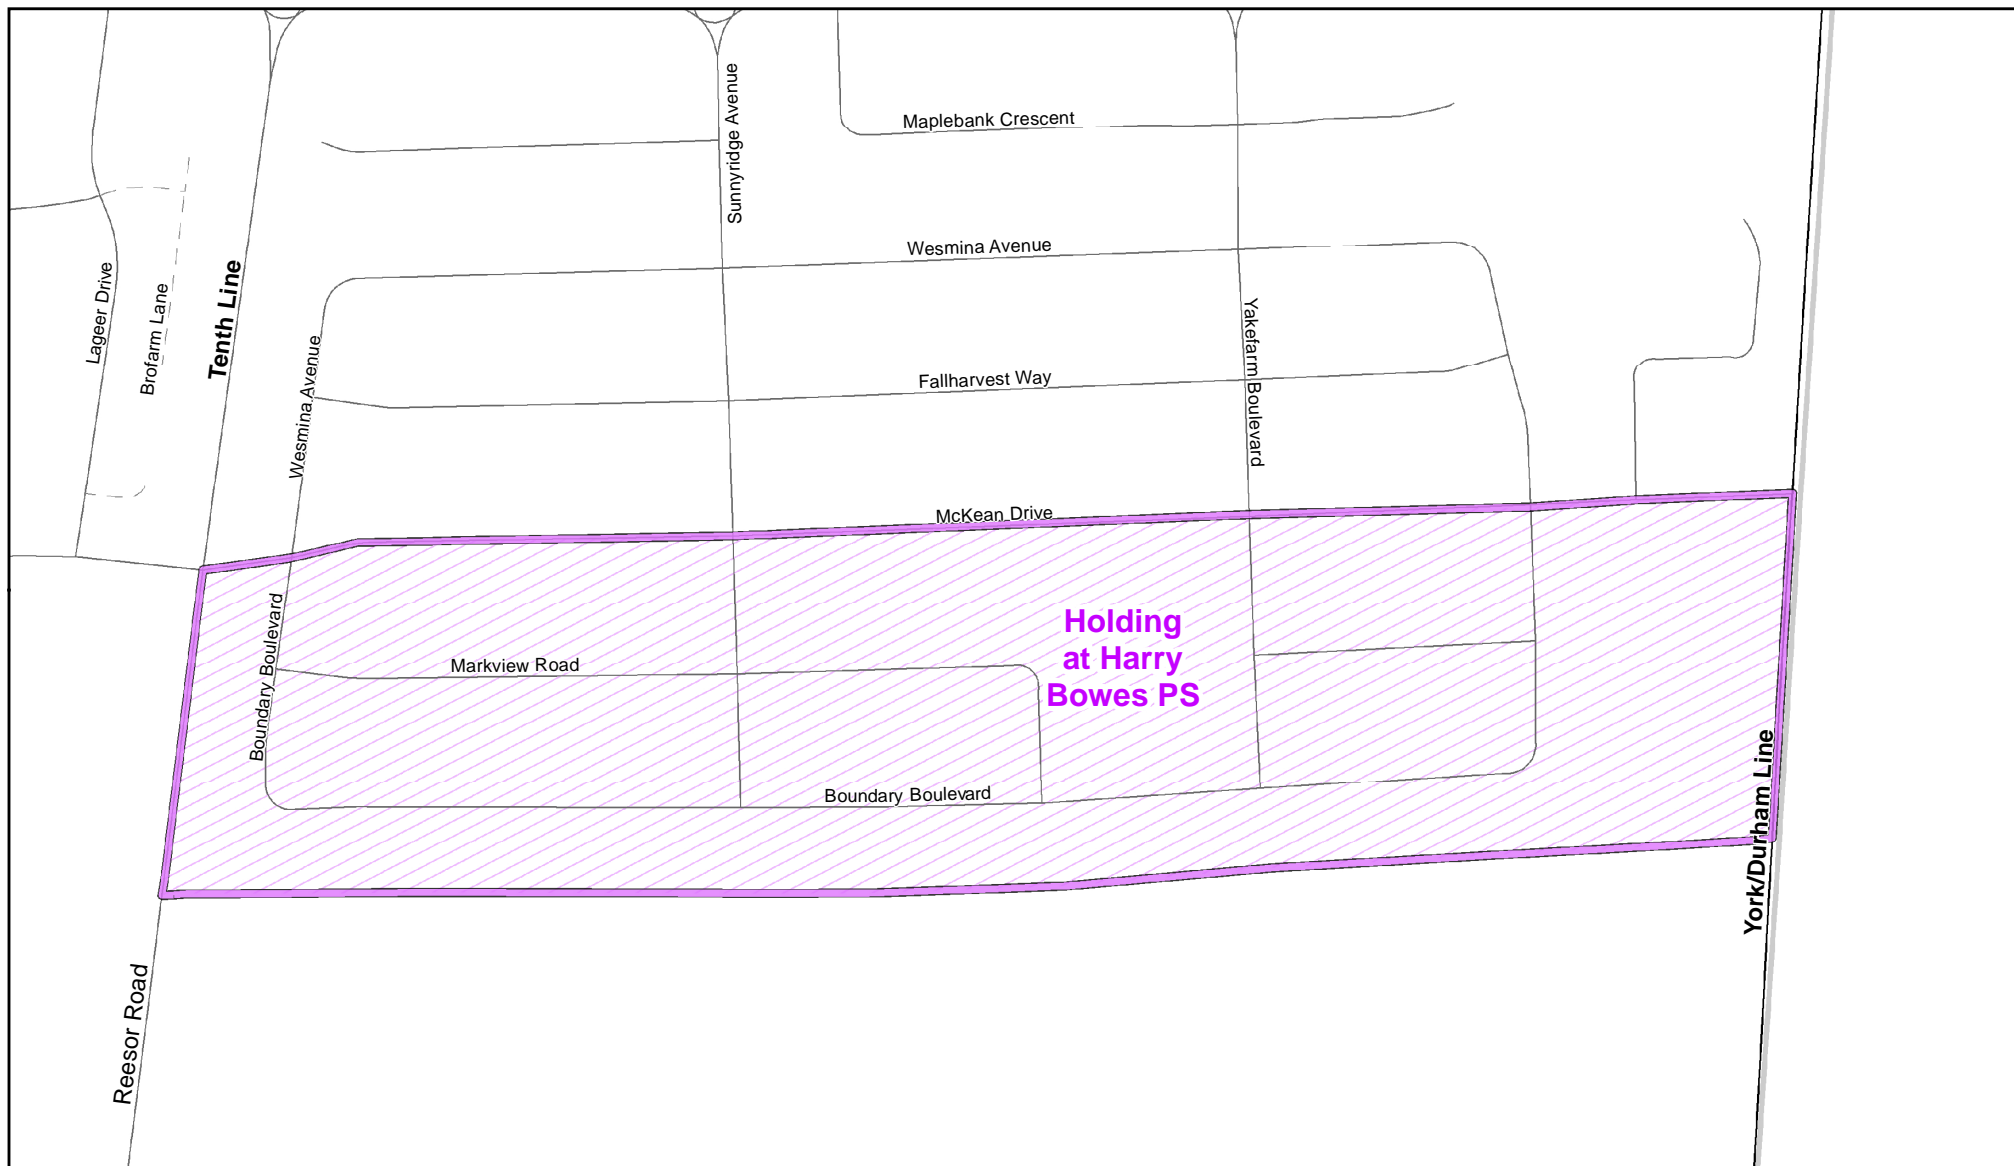 Maplebank Crescent
Sunnyridge Avenue
Wesmina Avenue
Lageer Drive
Brofarm Lane
Tenth Line
Wesmina Avenue
Yakefarm Boulevard
Fallharvest Way
McKean Drive
Boundary Boulevard
Holding
at Harry
Bowes PS
Markview Road
Boundary Boulevard
York/Durham Line
Reesor Road